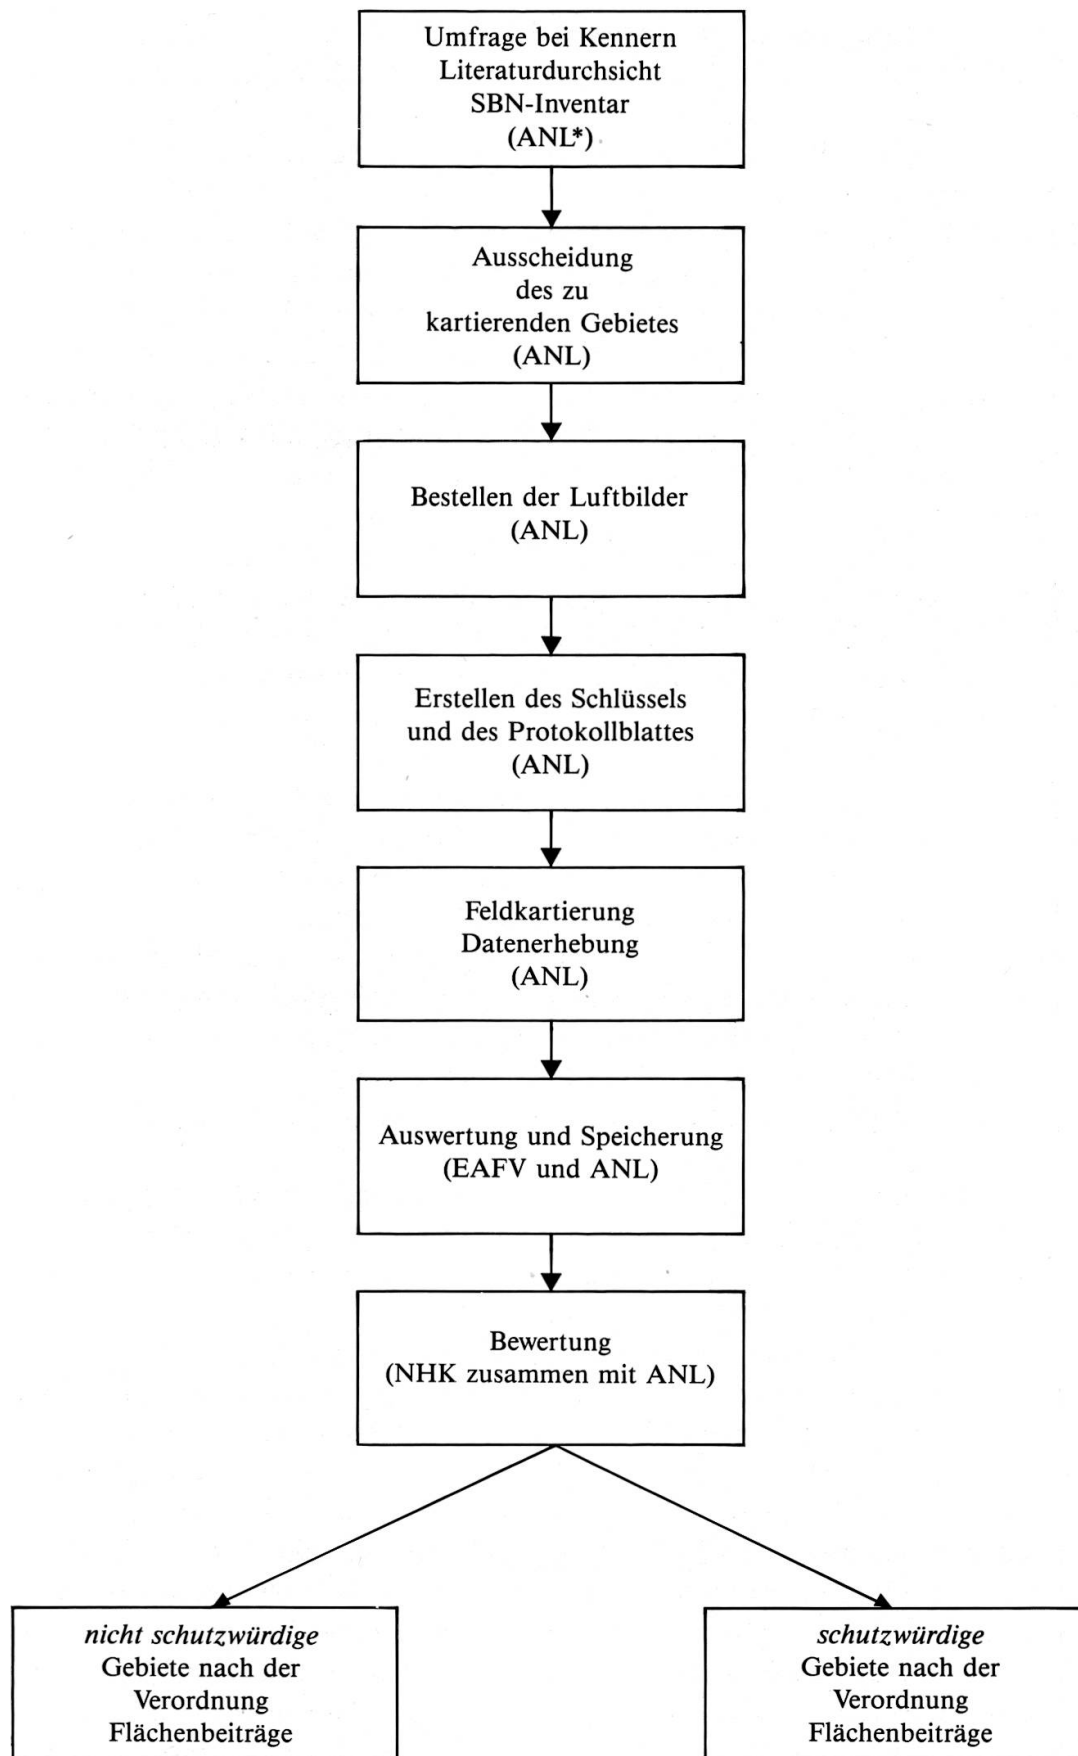 Umfrage bei Kennern
Literaturdurchsicht
SBN-Inventar
(ANL*)
Ausscheidung
des zu
kartierenden Gebietes
(ANL)
Bestellen der Luftbilder
(ANL)
Erstellen des Schlüssels
und des Protokollblattes
(ANL)
Feldkartierung
Datenerhebung
(ANL)
Auswertung und Speicherung
(EAFV und ANL)
Bewertung
(NHK zusammen mit ANL)
nicht schutzwürdige
Gebiete nach der
Verordnung
Flächenbeiträge
schutzwürdige
Gebiete nach der
Verordnung
Flächenbeiträge